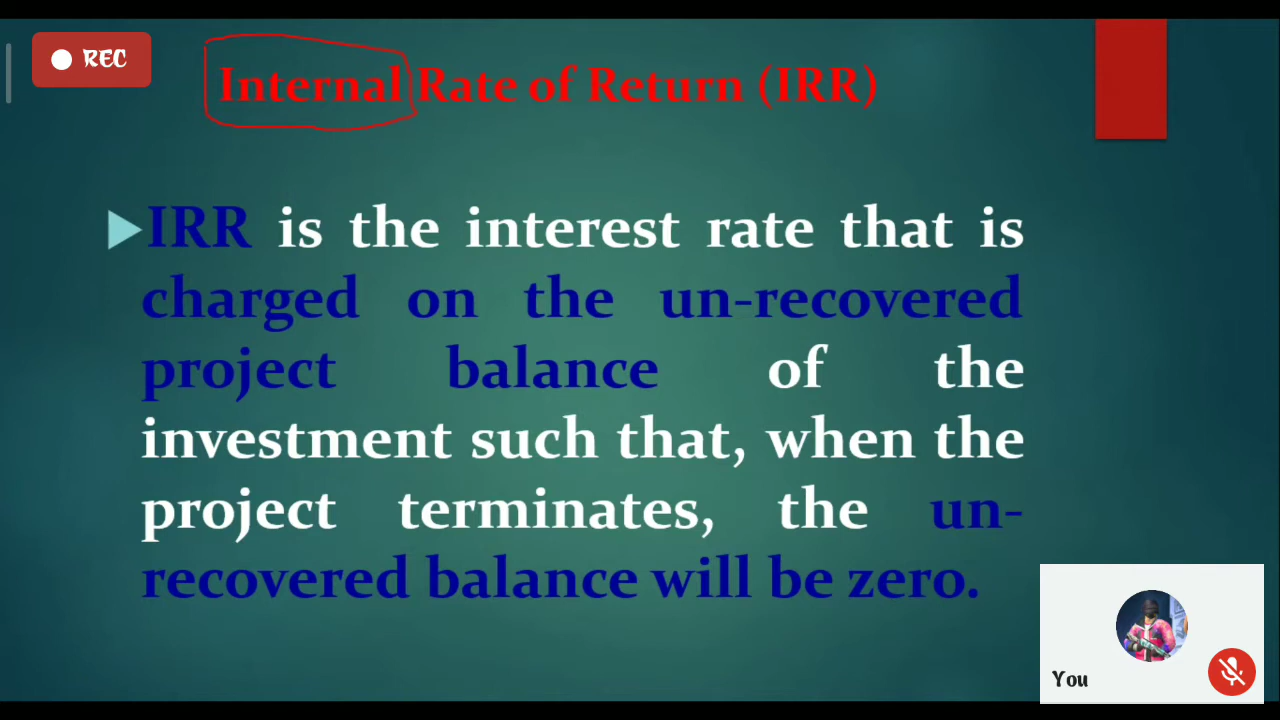 REC
Internal Rate of Return (IRR)
IRR is the interest rate that is
charged on the un-recovered
project balance of the
investment such that, when the
project terminates, the un-
recovered balance will be zero.
You